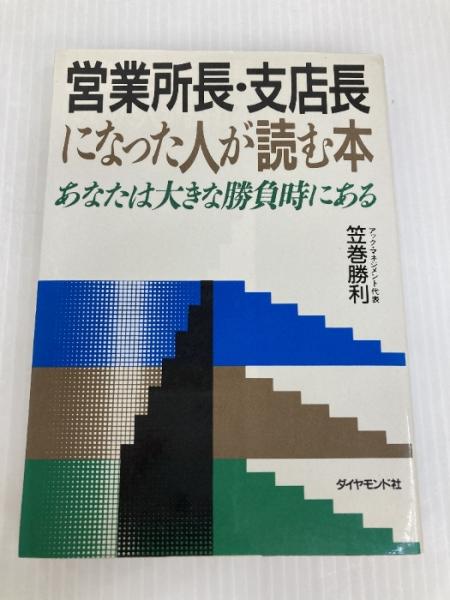 営業所長・支店長
になった人が読む本
あなたは大きな勝負時にある
アック・マネジメント代表
笠巻勝利
ダイヤモンド社